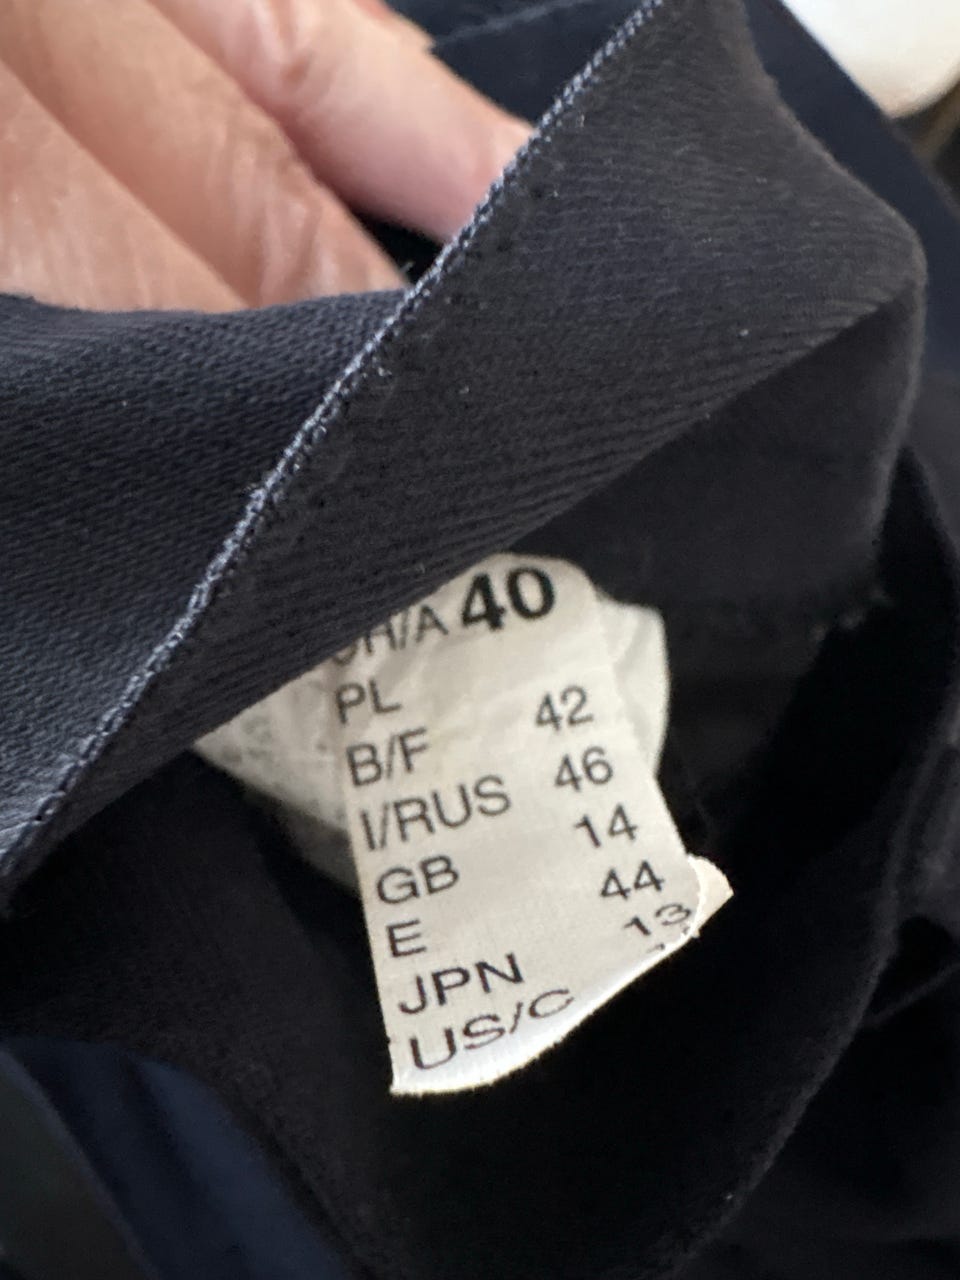 H/A 40
PL
B/F 42
I/RUS 46
GB 14
E 44
JPN 13
US/C